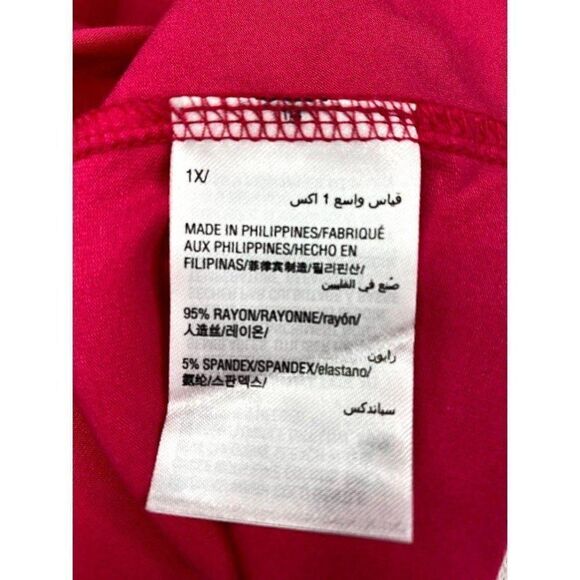 1X/
قياس واسع 1 اكس
MADE IN PHILIPPINES/FABRIQUÉ
AUX PHILIPPINES/HECHO EN
FILIPINAS/菲律宾制造/필리핀산/
صنع في الفلبين
95% RAYON/RAYONNE/rayón/
人造丝/레이온/
رايون
5% SPANDEX/SPANDEX/elastano/
氨纶/스판덱스/
سباندكس